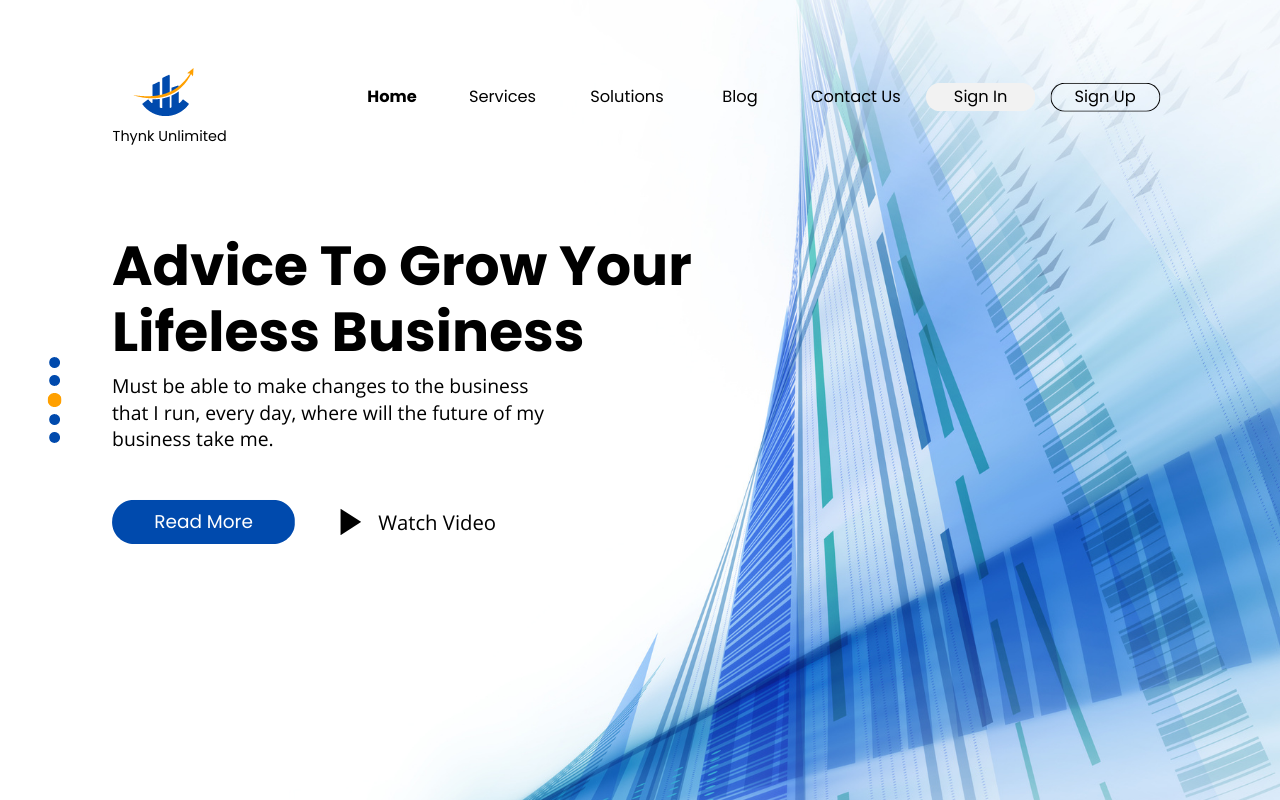 Thynk Unlimited
Home
Services
Solutions
Blog
Contact Us
Sign In
Sign Up
Advice To Grow Your
Lifeless Business
Must be able to make changes to the business
that I run, every day, where will the future of my
business take me.
Read More
Watch Video